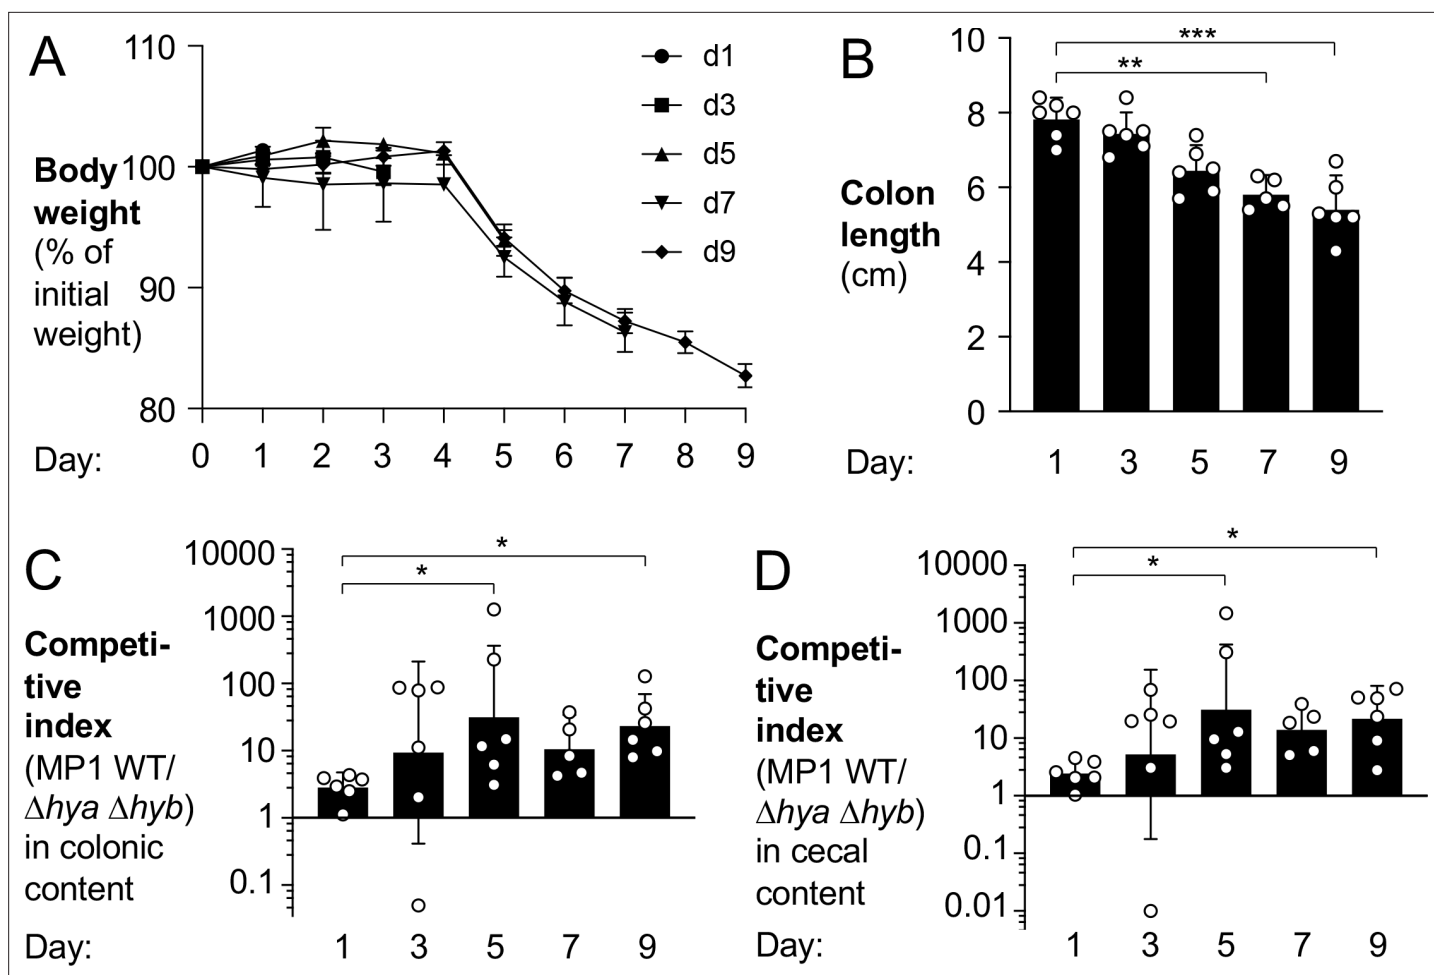 A
110
100
90
80
Body
weight
(% of
initial
weight)
d1
d3
d5
d7
d9
Day: 0 1 2 3 4 5 6 7 8 9
B
10
8
6
4
2
0
Colon
length
(cm)
***
**
Day: 1 3 5 7 9
C
10000
1000
100
10
1
0.1
Competi-
tive
index
(MP1 WT/
Δhya Δhyb)
in colonic
content
*
*
Day: 1 3 5 7 9
D
10000
1000
100
10
1
0.1
0.01
Competi-
tive
index
(MP1 WT/
Δhya Δhyb)
in cecal
content
*
*
Day: 1 3 5 7 9